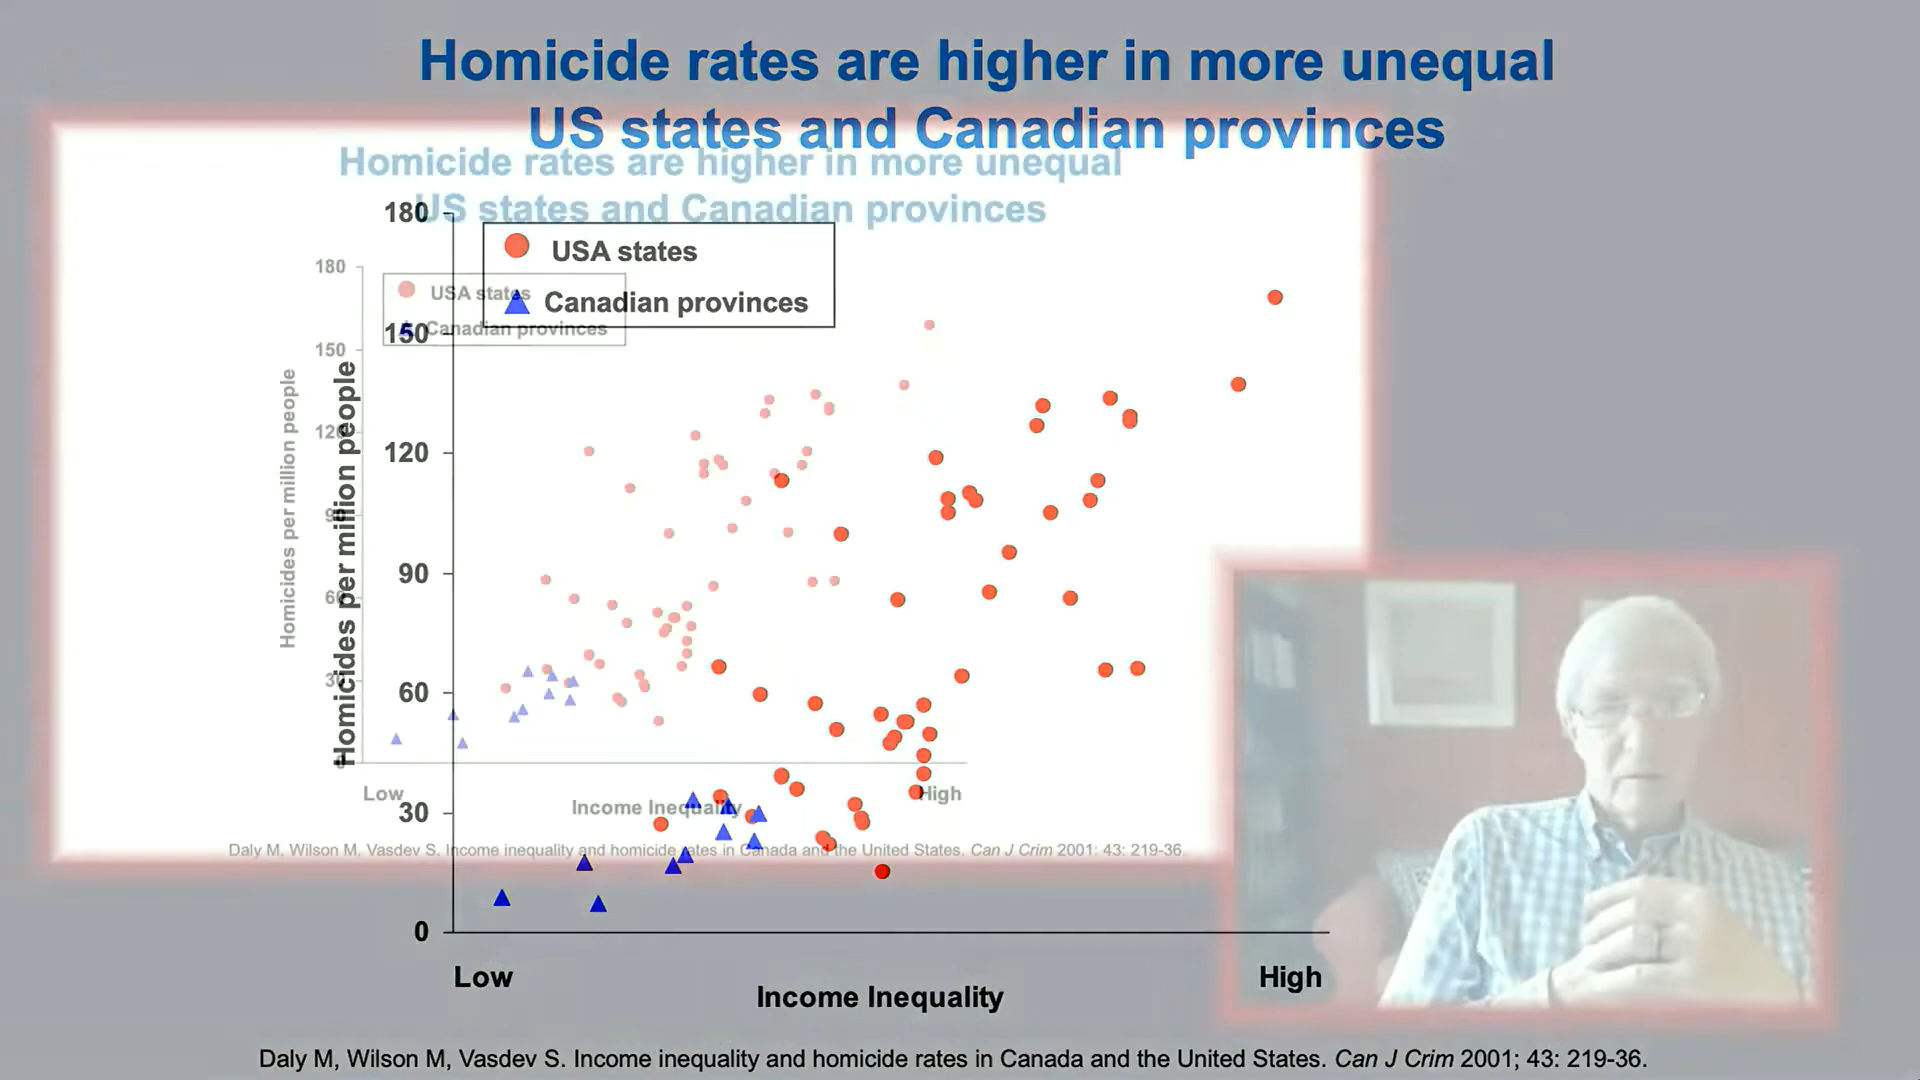 Homicide rates are higher in more unequal
US states and Canadian provinces
Homicide rates are higher in more unequal
US states and Canadian provinces
180
USA states
Canadian provinces
150
120
90
60
30
0
Homicides per million people
Low
Income Inequality
High
180
USA states
Canadian provinces
150
Homicides per million people
Low
Income Inequality
High
Daly M, Wilson M, Vasdev S. Income inequality and homicide rates in Canada and the United States. Can J Crim 2001: 43: 219-36.
Daly M, Wilson M, Vasdev S. Income inequality and homicide rates in Canada and the United States. Can J Crim 2001; 43: 219-36.